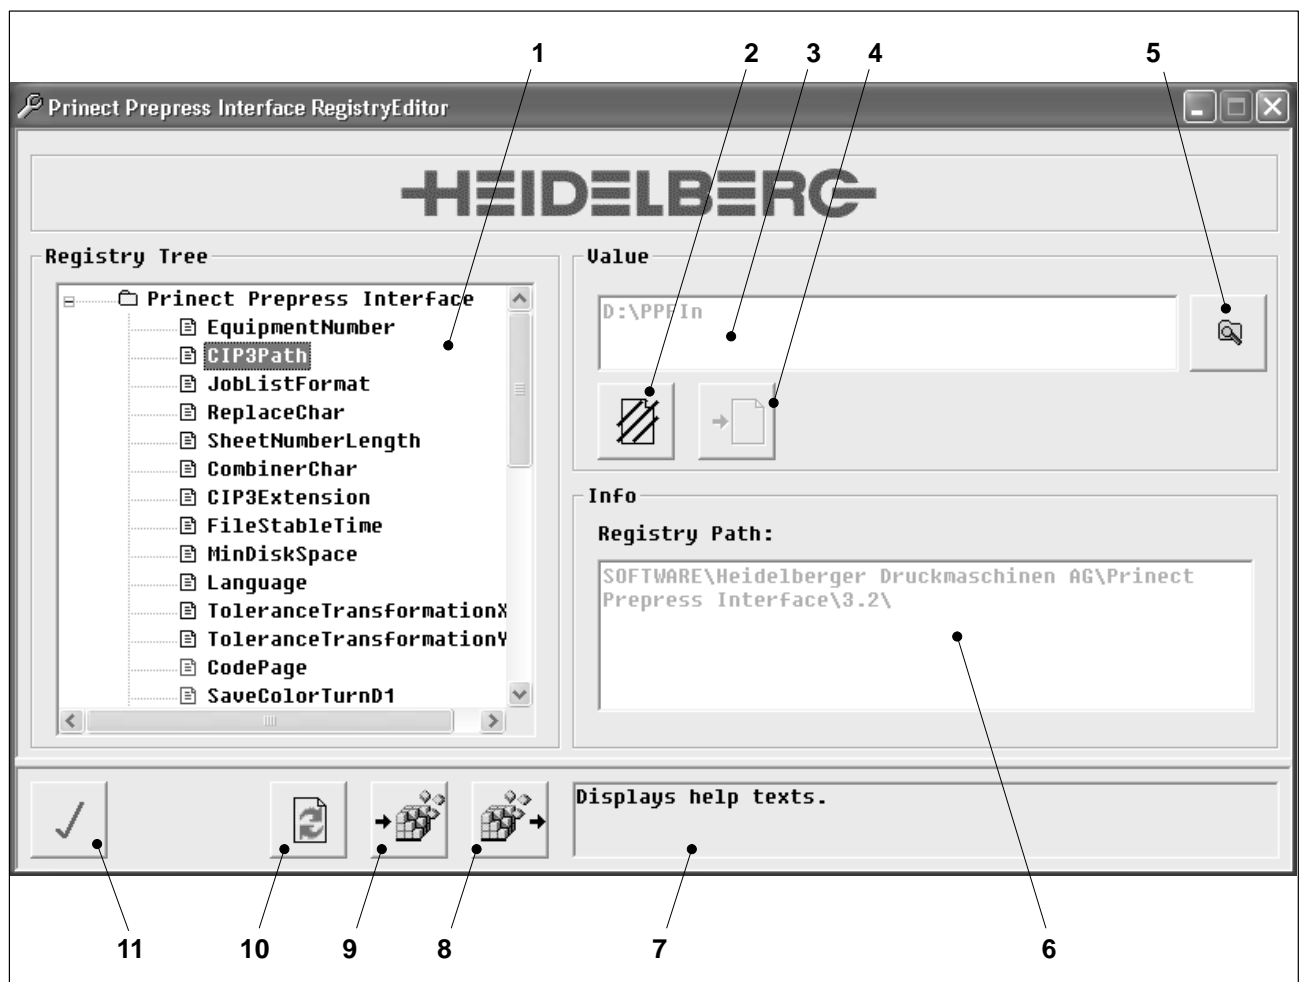 1 2 3 4 5
Prinect Prepress Interface RegistryEditor
HEIDELBERG
Registry Tree
Prinect Prepress Interface
EquipmentNumber
CIP3Path
JobListFormat
ReplaceChar
SheetNumberLength
CombinerChar
CIP3Extension
FileStableTime
MinDiskSpace
Language
ToleranceTransformationX
ToleranceTransformationY
CodePage
SaveColorTurnD1
Value
D:\PPFIn
Info
Registry Path:
SOFTWARE\Heidelberger Druckmaschinen AG\Prinect
Prepress Interface\3.2\
Displays help texts.
11 10 9 8 7 6